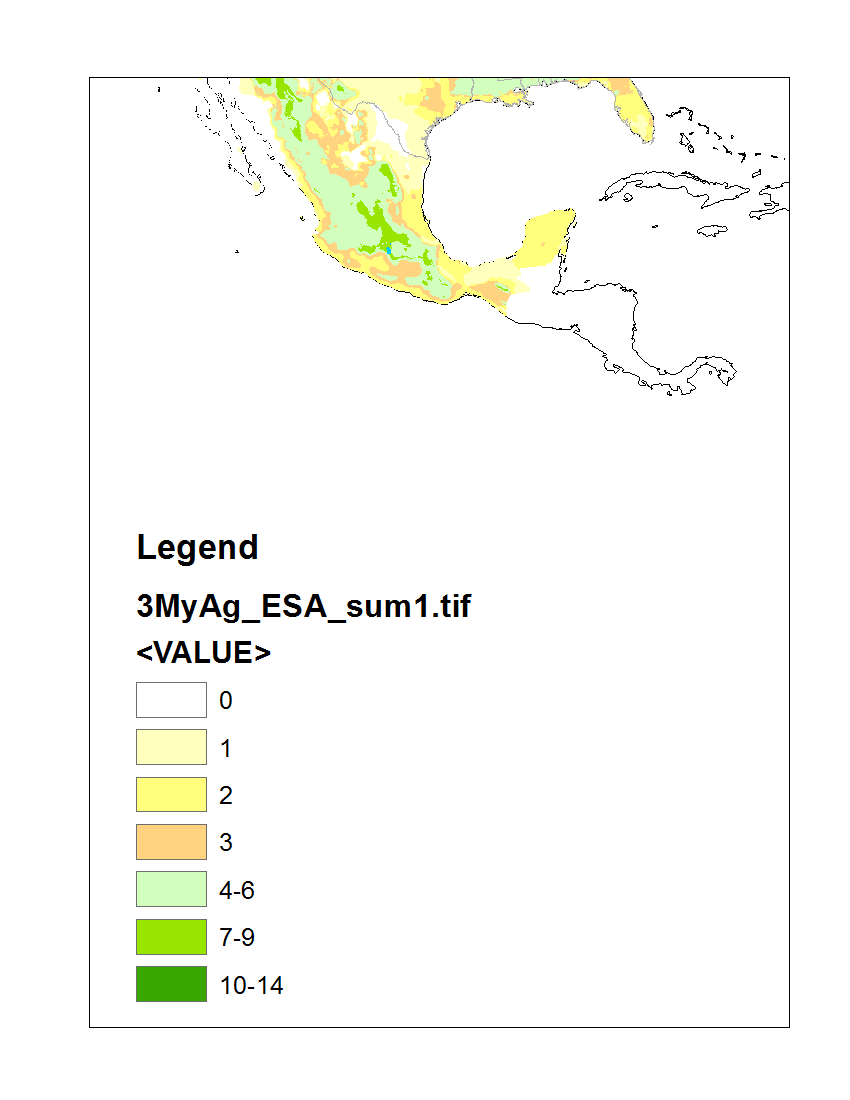 Legend
3MyAg_ESA_sum1.tif
<VALUE>
0
1
2
3
4-6
7-9
10-14